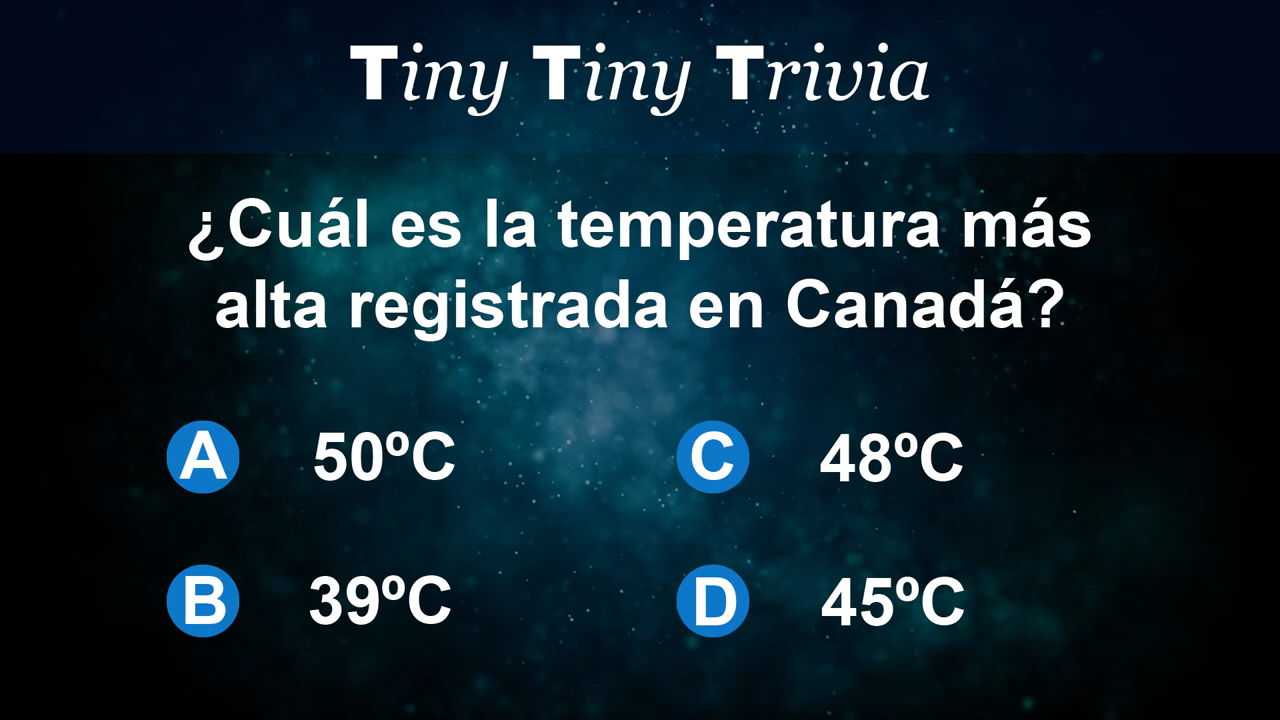 Tiny Tiny Trivia
¿Cuál es la temperatura más
alta registrada en Canadá?
A 50ºC
C 48ºC
B 39ºC
D 45ºC